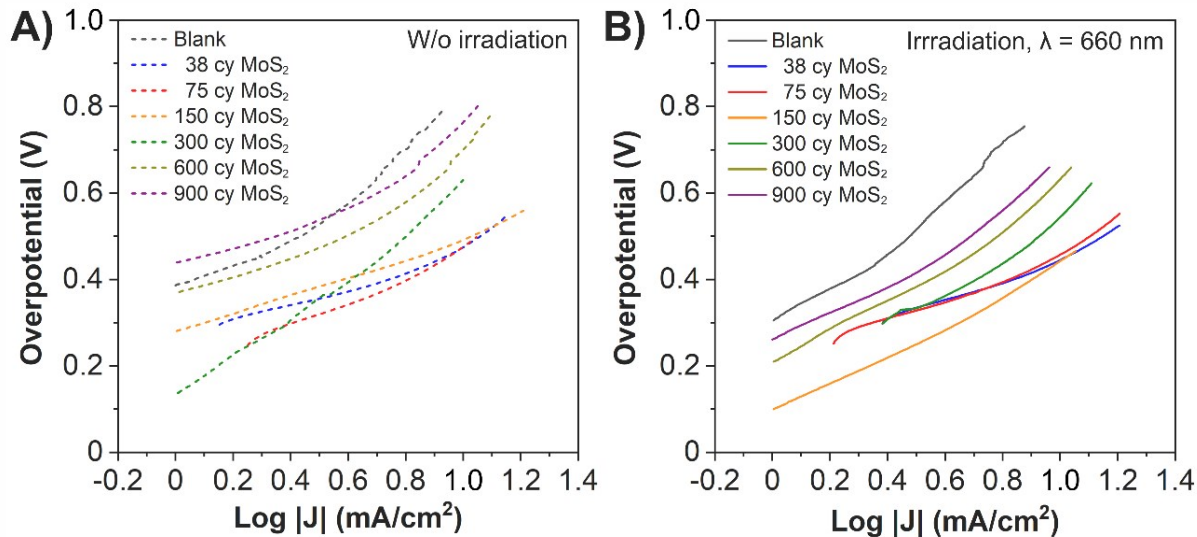 A)
W/o irradiation
Blank
38 cy MoS₂
75 cy MoS₂
150 cy MoS₂
300 cy MoS₂
600 cy MoS₂
900 cy MoS₂
1.0
0.8
0.6
0.4
0.2
0
Overpotential (V)
-0.2 0 0.2 0.4 0.6 0.8 1.0 1.2 1.4
Log |J| (mA/cm²)
B)
Irrradiation, λ = 660 nm
Blank
38 cy MoS₂
75 cy MoS₂
150 cy MoS₂
300 cy MoS₂
600 cy MoS₂
900 cy MoS₂
1.0
0.8
0.6
0.4
0.2
0
Overpotential (V)
-0.2 0 0.2 0.4 0.6 0.8 1.0 1.2 1.4
Log |J| (mA/cm²)